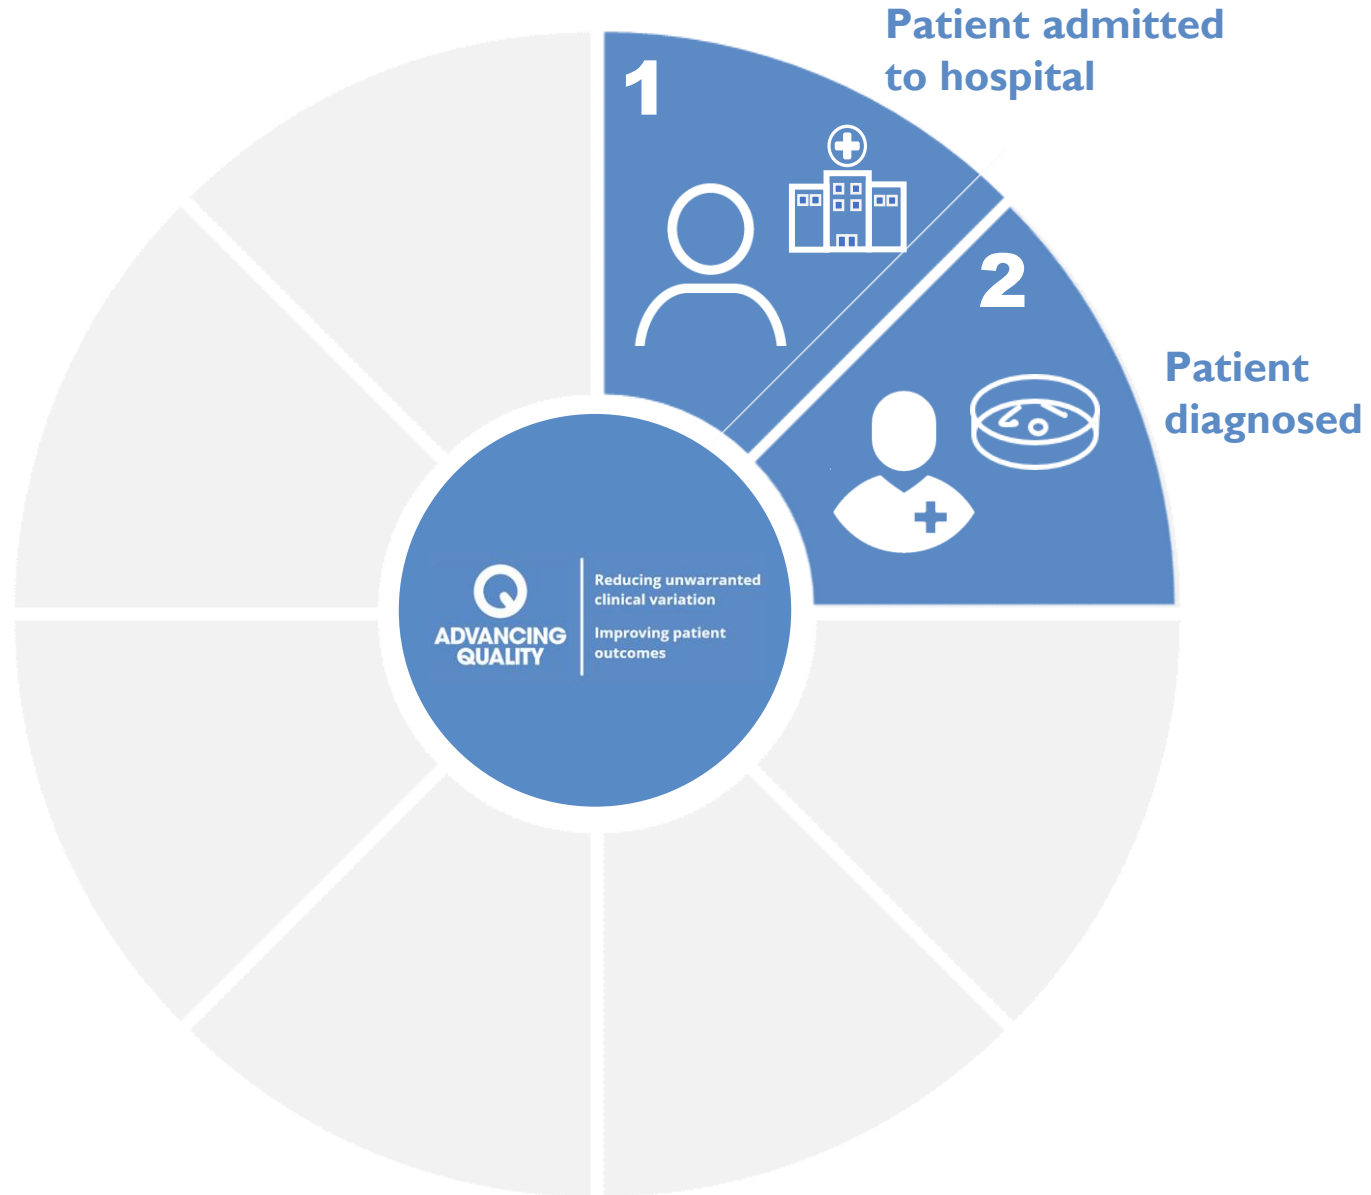 Patient admitted
to hospital
1
2
Patient
diagnosed
ADVANCING
QUALITY
Reducing unwarranted
clinical variation
Improving patient
outcomes